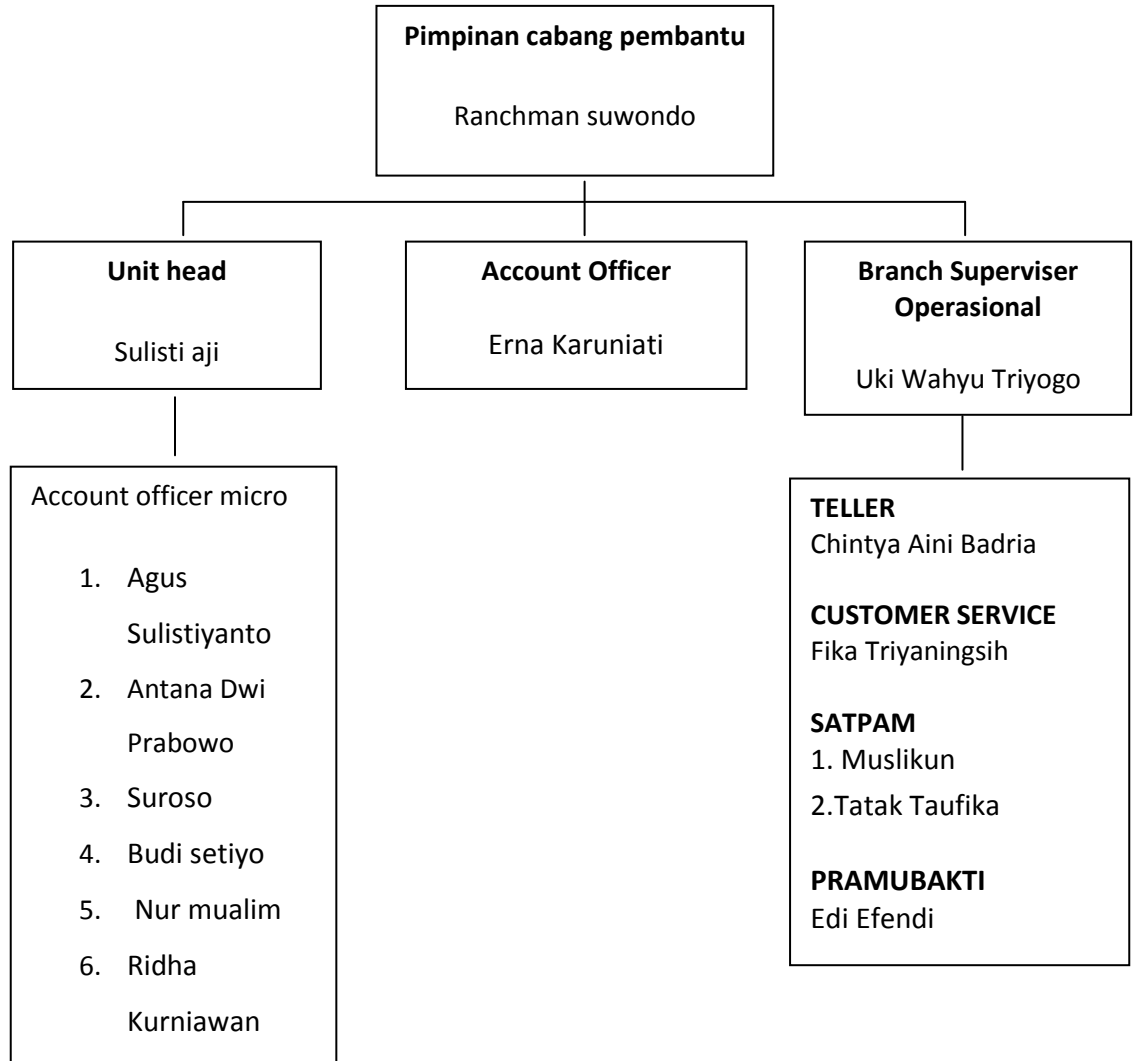 Pimpinan cabang pembantu
Ranchman suwondo
Unit head
Sulisti aji
Account Officer
Erna Karuniati
Branch Superviser
Operasional
Uki Wahyu Triyogo
Account officer micro
1. Agus
Sulistiyanto
2. Antana Dwi
Prabowo
3. Suroso
4. Budi setiyo
5. Nur mualim
6. Ridha
Kurniawan
TELLER
Chintya Aini Badria
CUSTOMER SERVICE
Fika Triyaningsih
SATPAM
1. Muslikun
2.Tatak Taufika
PRAMUBAKTI
Edi Efendi